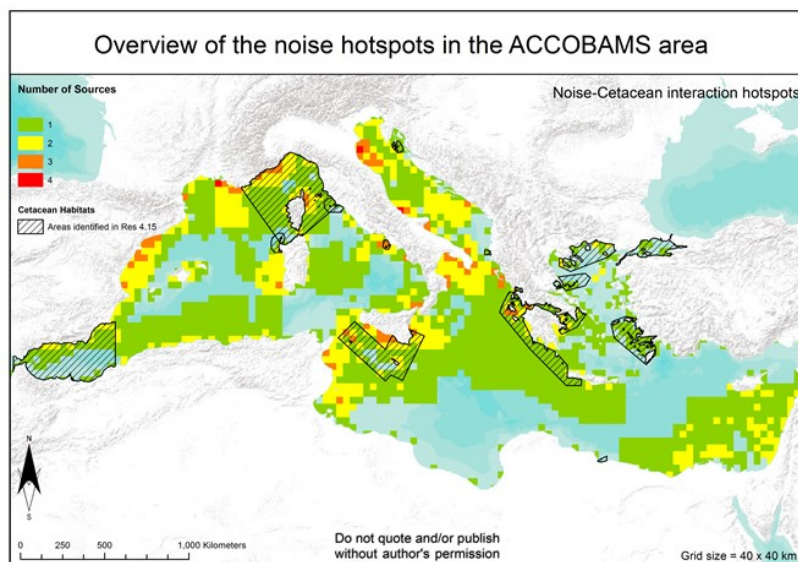 Overview of the noise hotspots in the ACCOBAMS area
Number of Sources
Noise-Cetacean interaction hotspots
1
2
3
4
Cetacean Habitats
Areas identified in Res 4.15
N
S
0 250 500 1,000 Kilometers
Do not quote and/or publish
without author's permission
Grid size = 40 x 40 km